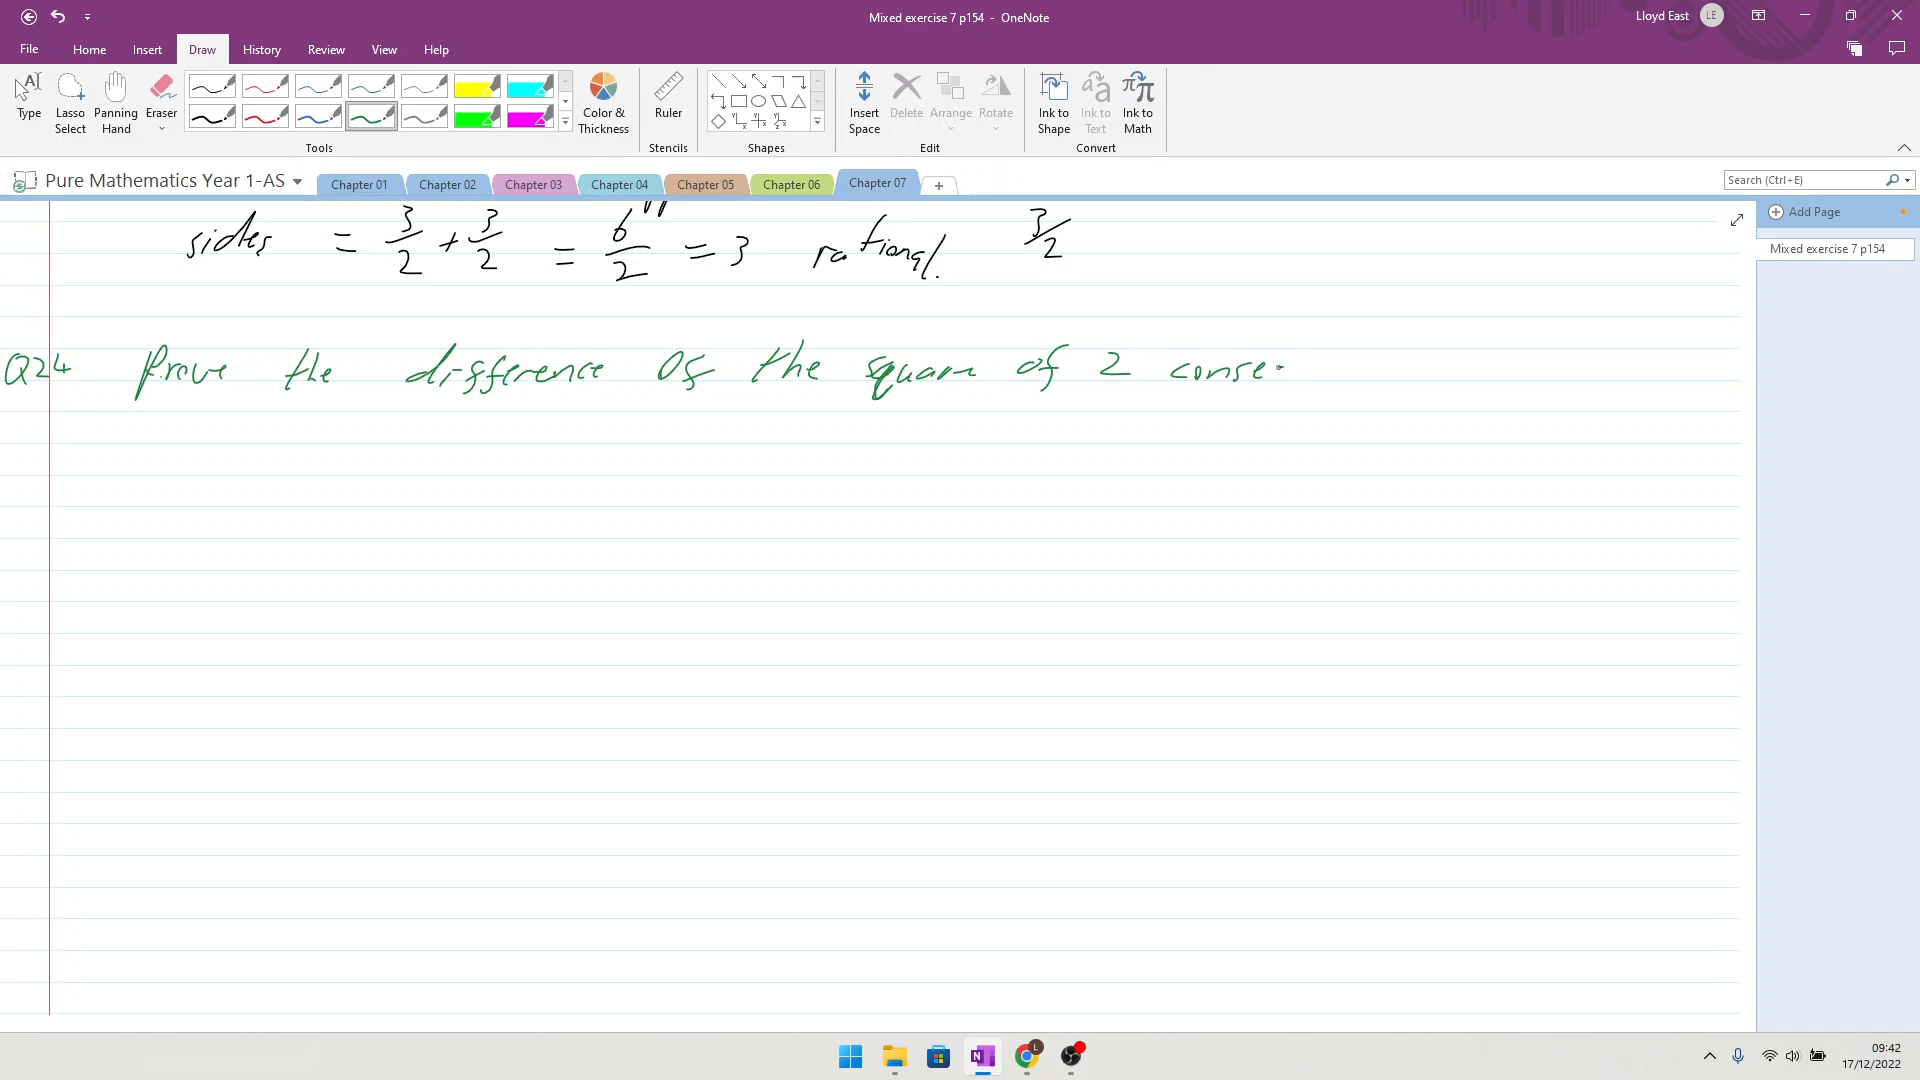 Mixed exercise 7 p154 - OneNote
Lloyd East LE
File Home Insert Draw History Review View Help
Type
Lasso Select
Panning Hand
Eraser
Color & Thickness
Ruler
Insert Space
Delete
Arrange
Rotate
Ink to Shape
Ink to Text
Ink to Math
Tools Stencils Shapes Edit Convert
Pure Mathematics Year 1-AS Chapter 01 Chapter 02 Chapter 03 Chapter 04 Chapter 05 Chapter 06 Chapter 07 Search (Ctrl+E)
Add Page
Mixed exercise 7 p154
sides = 3/2 + 3/2 = 6/2 = 3 rational. 3/2
Q24 Prove the difference of the square of 2 conse
09:42
17/12/2022